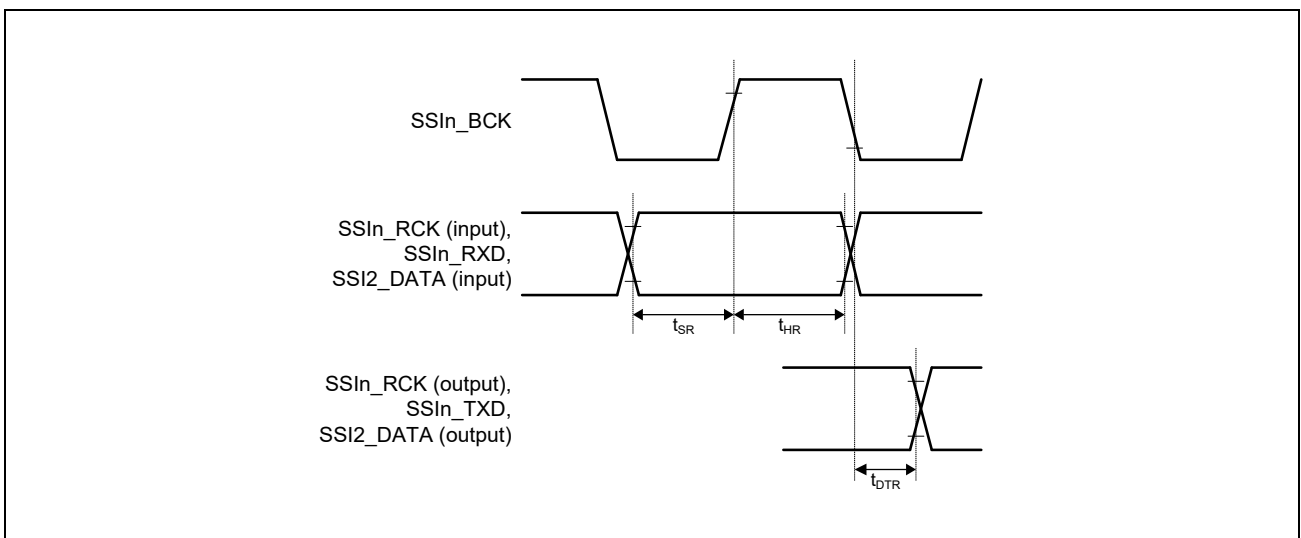 SSIn_BCK
SSIn_RCK (input),
SSIn_RXD,
SSI2_DATA (input)
tSR
tHR
SSIn_RCK (output),
SSIn_TXD,
SSI2_DATA (output)
tDTR